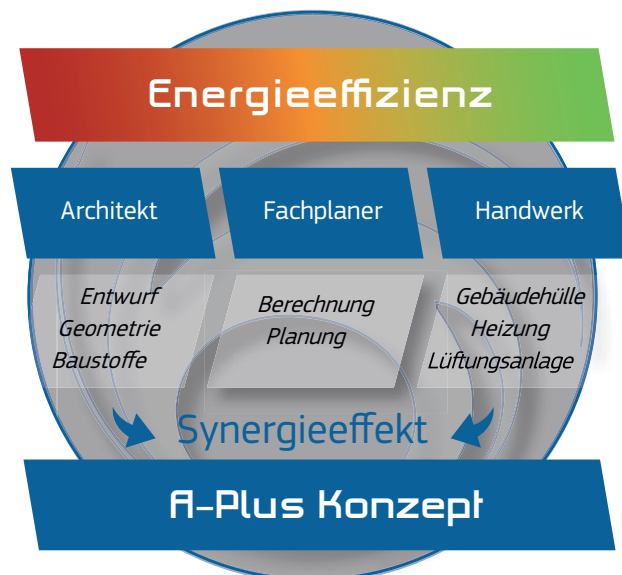 Energieeffizienz
Architekt
Fachplaner
Handwerk
Entwurf
Geometrie
Baustoffe
Berechnung
Planung
Gebäudehülle
Heizung
Lüftungsanlage
Synergieeffekt
A-Plus Konzept